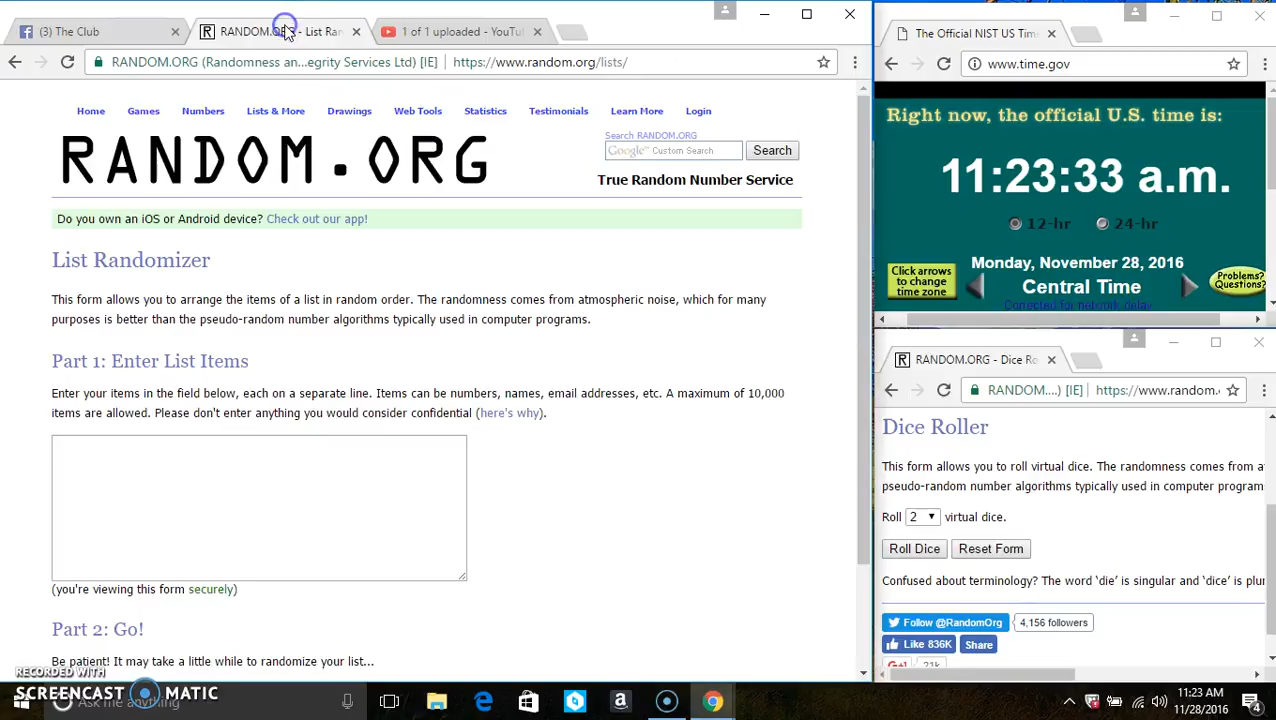 (3) The Club
RANDOM.ORG - List Ran
1 of 1 uploaded - YouTu
RANDOM.ORG (Randomness an...egrity Services Ltd) [IE]
https://www.random.org/lists/
Home Games Numbers Lists & More Drawings Web Tools Statistics Testimonials Learn More Login
RANDOM.ORG
Search RANDOM.ORG
Google™ Custom Search
Search
True Random Number Service
Do you own an iOS or Android device? Check out our app!
List Randomizer
This form allows you to arrange the items of a list in random order. The randomness comes from atmospheric noise, which for many
purposes is better than the pseudo-random number algorithms typically used in computer programs.
Part 1: Enter List Items
Enter your items in the field below, each on a separate line. Items can be numbers, names, email addresses, etc. A maximum of 10,000
items are allowed. Please don't enter anything you would consider confidential (here's why).
(you're viewing this form securely)
Part 2: Go!
Be patient! It may take a little while to randomize your list...
The Official NIST US Tim
www.time.gov
Right now, the official U.S. time is:
11:23:33 a.m.
12-hr 24-hr
Click arrows
to change
time zone
Monday, November 28, 2016
Central Time
Corrected for network delay
Problems?
Questions?
RANDOM.ORG - Dice Ro
RANDOM....) [IE]
https://www.random.
Dice Roller
This form allows you to roll virtual dice. The randomness comes from a
pseudo-random number algorithms typically used in computer program
Roll 2 virtual dice.
Roll Dice Reset Form
Confused about terminology? The word 'die' is singular and 'dice' is plu
Follow @RandomOrg 4,156 followers
Like 836K Share
G+1 21k
RECORDED WITH
SCREENCAST MATIC
Ask me anything
11:23 AM
11/28/2016
4